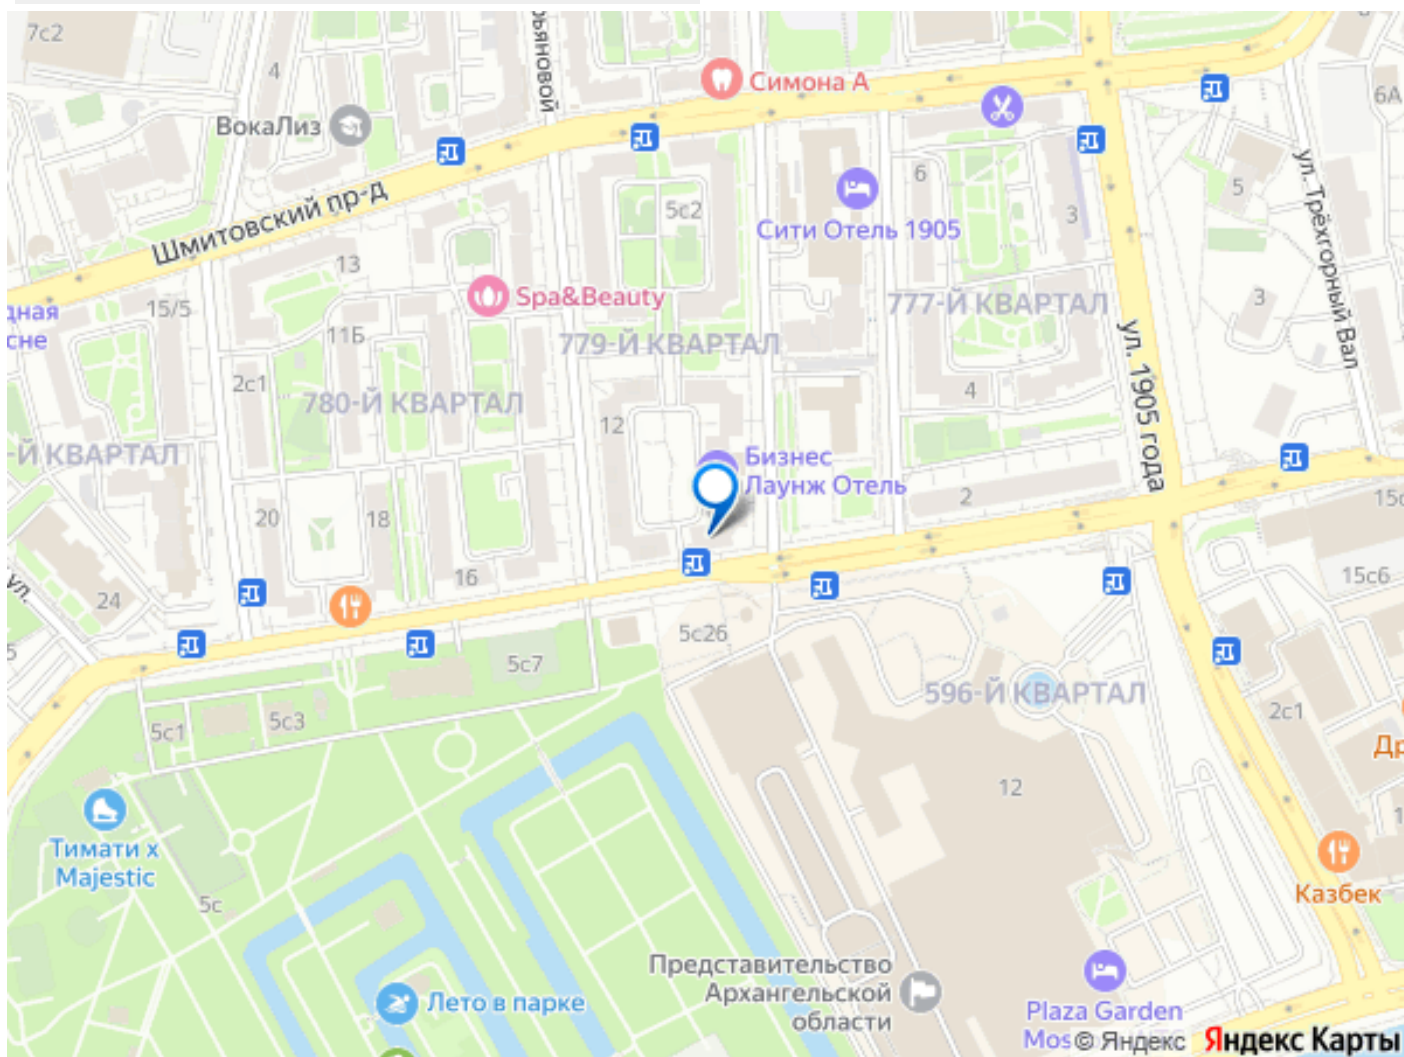 7с2
4
ВокаЛиз
Симона А
6А
ул. Трёхгорный Вал
5
6
3
5с2
Сити Отель 1905
Шмитовский пр-д
13
15/5
11Б
Spa&Beauty
779-Й КВАРТАЛ
777-Й КВАРТАЛ
3
ул. 1905 года
2с1
780-Й КВАРТАЛ
4
12
Бизнес
Лаунж Отель
-Й КВАРТАЛ
2
20
18
16
24
ул.
15с6
5с26
5с7
596-Й КВАРТАЛ
5с1
5с3
2с1
12
Тимати х
Majestic
5с
Казбек
Лето в парке
Представительство
Архангельской
области
Plaza Garden
© Яндекс Яндекс Карты